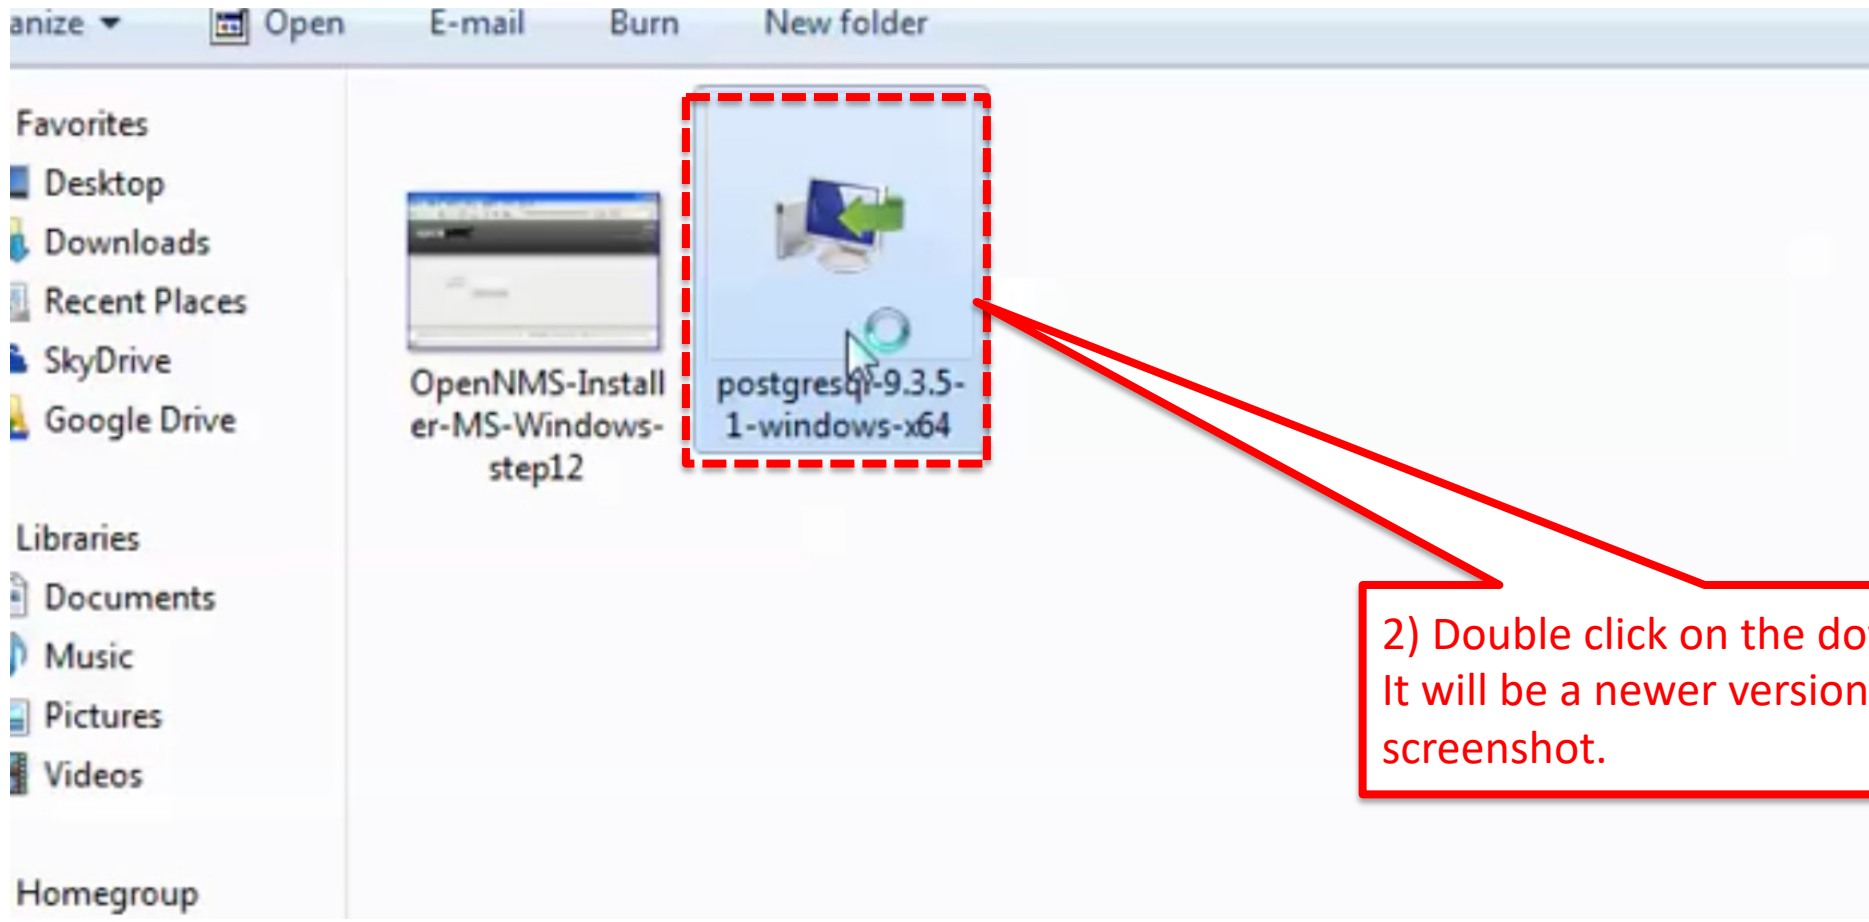 anize
Open
E-mail
Burn
New folder
Favorites
Desktop
Downloads
Recent Places
SkyDrive
Google Drive
Libraries
Documents
Music
Pictures
Videos
Homegroup
OpenNMS-Install
er-MS-Windows-
step12
postgresql-9.3.5-
1-windows-x64
2) Double click on the do
It will be a newer version
screenshot.